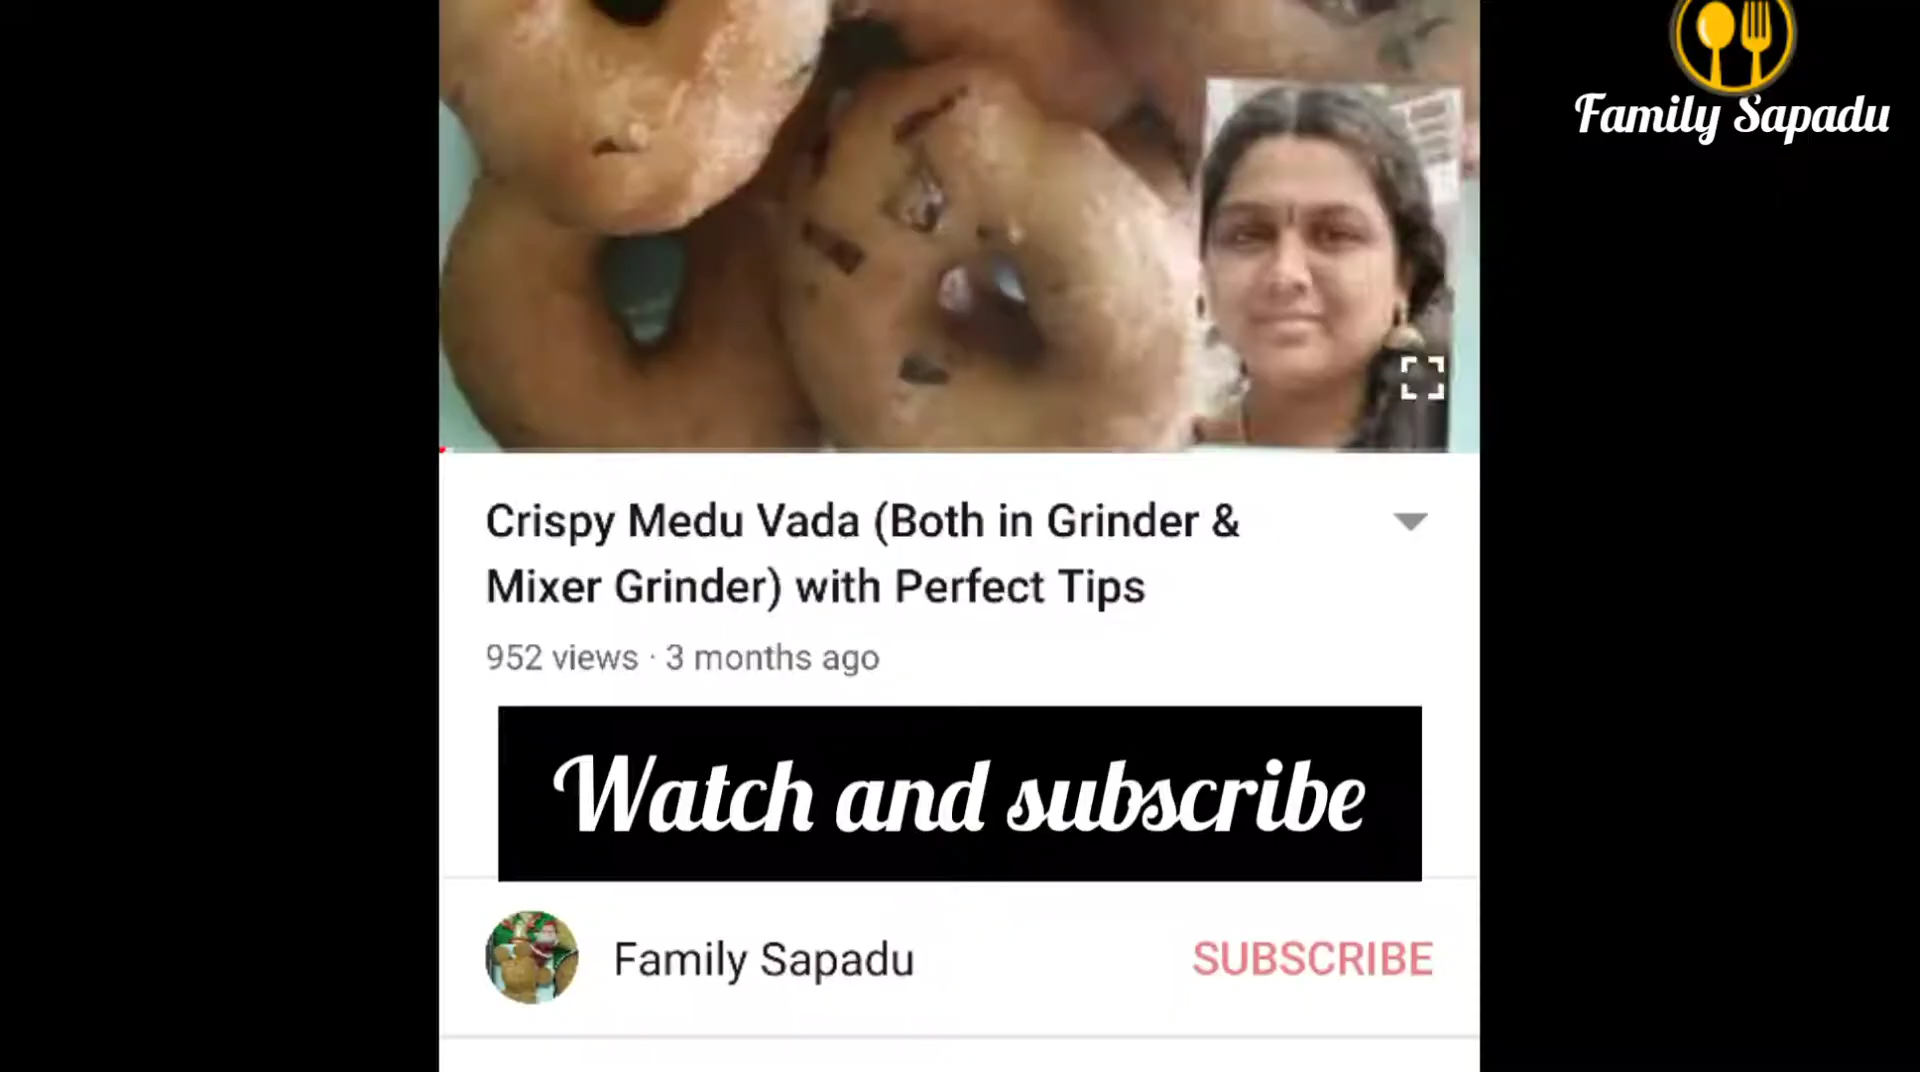 Family Sapadu
Crispy Medu Vada (Both in Grinder &
Mixer Grinder) with Perfect Tips
952 views · 3 months ago
Watch and subscribe
Family Sapadu
SUBSCRIBE